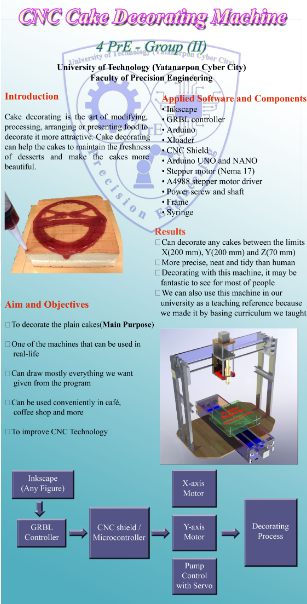 CNC Cake Decorating Machine
4 PrE - Group (II)
University of Technology (Yatanarpon Cyber City)
Faculty of Precision Engineering
Introduction
Cake decorating is the art of modifying,
processing, arranging or presenting food to
decorate it more attractive. Cake decorating
can help the cakes to maintain the freshness
of desserts and make the cakes more
beautiful.
Applied Software and Components
• Inkscape
• GRBL controller
• Arduino
• Xloader
• CNC Shield
• Arduino UNO and NANO
• Stepper motor (Nema 17)
• A4988 stepper motor driver
• Power screw and shaft
• Frame
• Syringe
Results
□ Can decorate any cakes between the limits
X(200 mm), Y(200 mm) and Z(70 mm)
□ More precise, neat and tidy than human
□ Decorating with this machine, it may be
fantastic to see for most of people
□ We can also use this machine in our
university as a teaching reference because
we made it by basing curriculum we taught
Aim and Objectives
□ To decorate the plain cakes(Main Purpose)
□ One of the machines that can be used in
real-life
□ Can draw mostly everything we want
given from the program
□ Can be used conveniently in café,
coffee shop and more
□ To improve CNC Technology
Inkscape
(Any Figure)
GRBL
Controller
CNC shield /
Microcontroller
X-axis
Motor
Y-axis
Motor
Pump
Control
with Servo
Decorating
Process